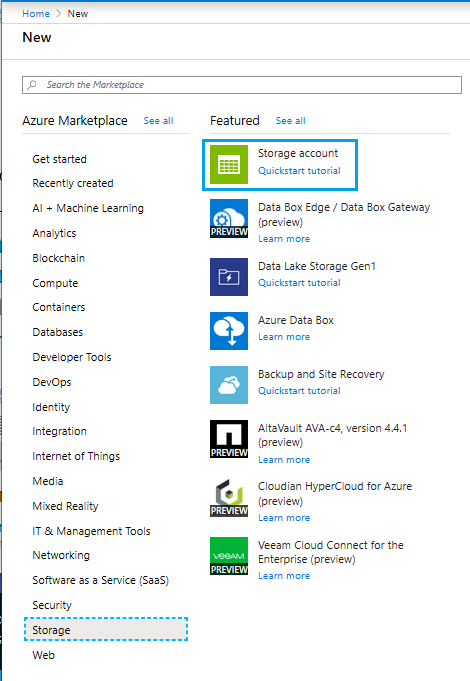 Home > New
New
Search the Marketplace
Azure Marketplace See all
Get started
Recently created
AI + Machine Learning
Analytics
Blockchain
Compute
Containers
Databases
Developer Tools
DevOps
Identity
Integration
Internet of Things
Media
Mixed Reality
IT & Management Tools
Networking
Software as a Service (SaaS)
Security
Storage
Web
Featured See all
Storage account
Quickstart tutorial
PREVIEW
Data Box Edge / Data Box Gateway
(preview)
Learn more
Data Lake Storage Gen1
Quickstart tutorial
Azure Data Box
Learn more
Backup and Site Recovery
Quickstart tutorial
PREVIEW
AltaVault AVA-c4, version 4.4.1
(preview)
Learn more
PREVIEW
Cloudian HyperCloud for Azure
(preview)
Learn more
veeam
PREVIEW
Veeam Cloud Connect for the
Enterprise (preview)
Learn more